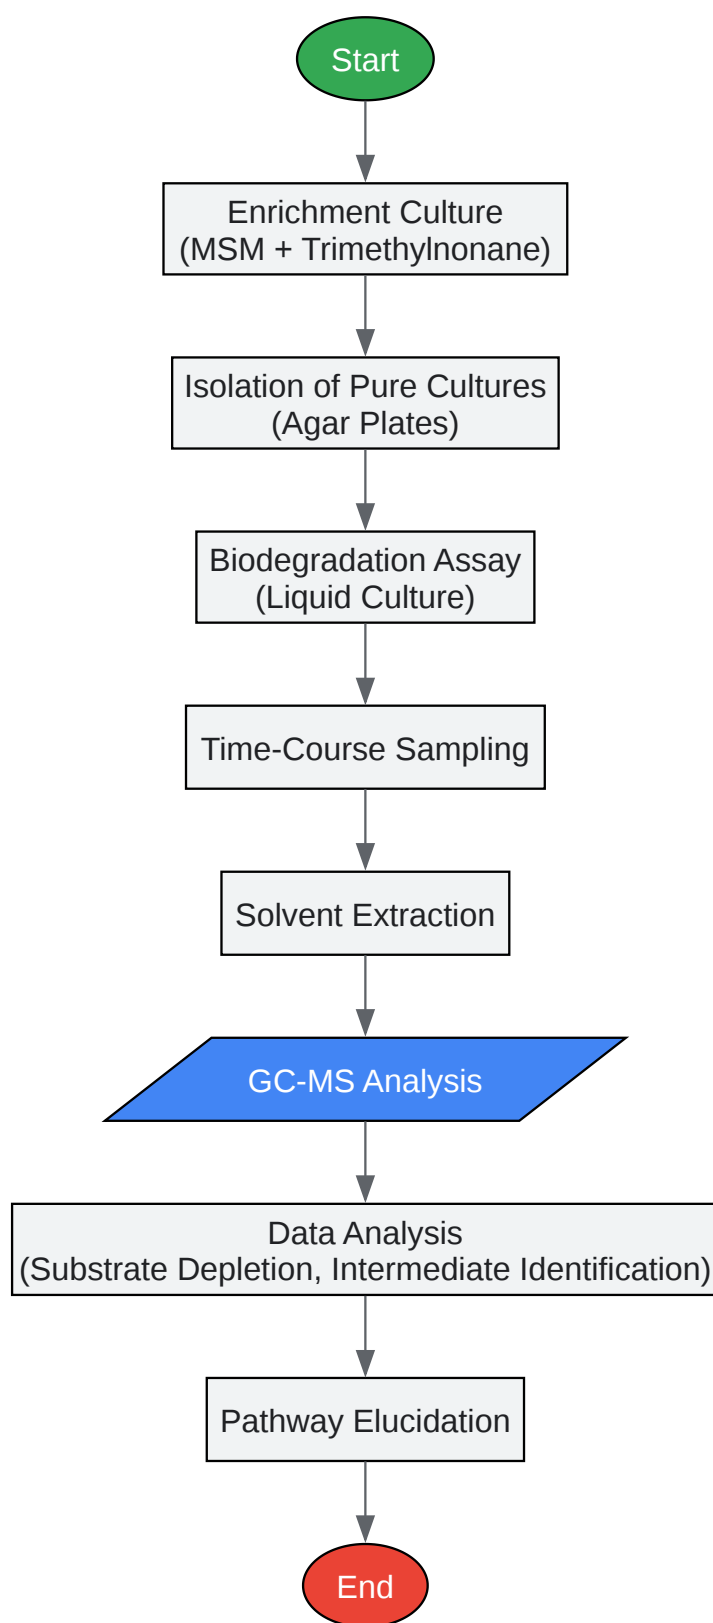 Start
Enrichment Culture
(MSM + Trimethylnonane)
Isolation of Pure Cultures
(Agar Plates)
Biodegradation Assay
(Liquid Culture)
Time-Course Sampling
Solvent Extraction
GC-MS Analysis
Data Analysis
(Substrate Depletion, Intermediate Identification)
Pathway Elucidation
End